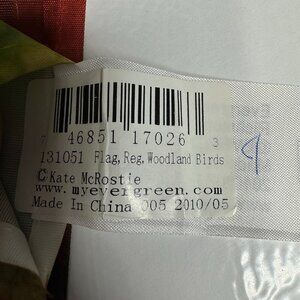 7 46851 17026 3
131051 Flag,Reg,Woodland Birds
© Kate McRostie
www.myevergreen.com
Made In China 005 2010/05